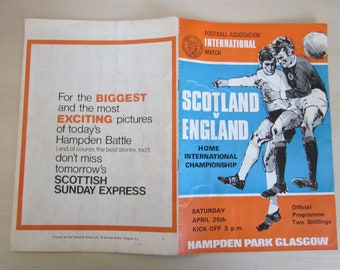 For the BIGGEST
and the most
EXCITING pictures
of today's
Hampden Battle
(and, of course, the best stories, too!)
don't miss
tomorrow's
SCOTTISH
SUNDAY EXPRESS
FOOTBALL ASSOCIATION
INTERNATIONAL
MATCH
SCOTLAND
v
ENGLAND
HOME
INTERNATIONAL
CHAMPIONSHIP
SATURDAY
APRIL 25th
KICK-OFF 3 p.m.
Official
Programme
Two Shillings
HAMPDEN PARK GLASGOW